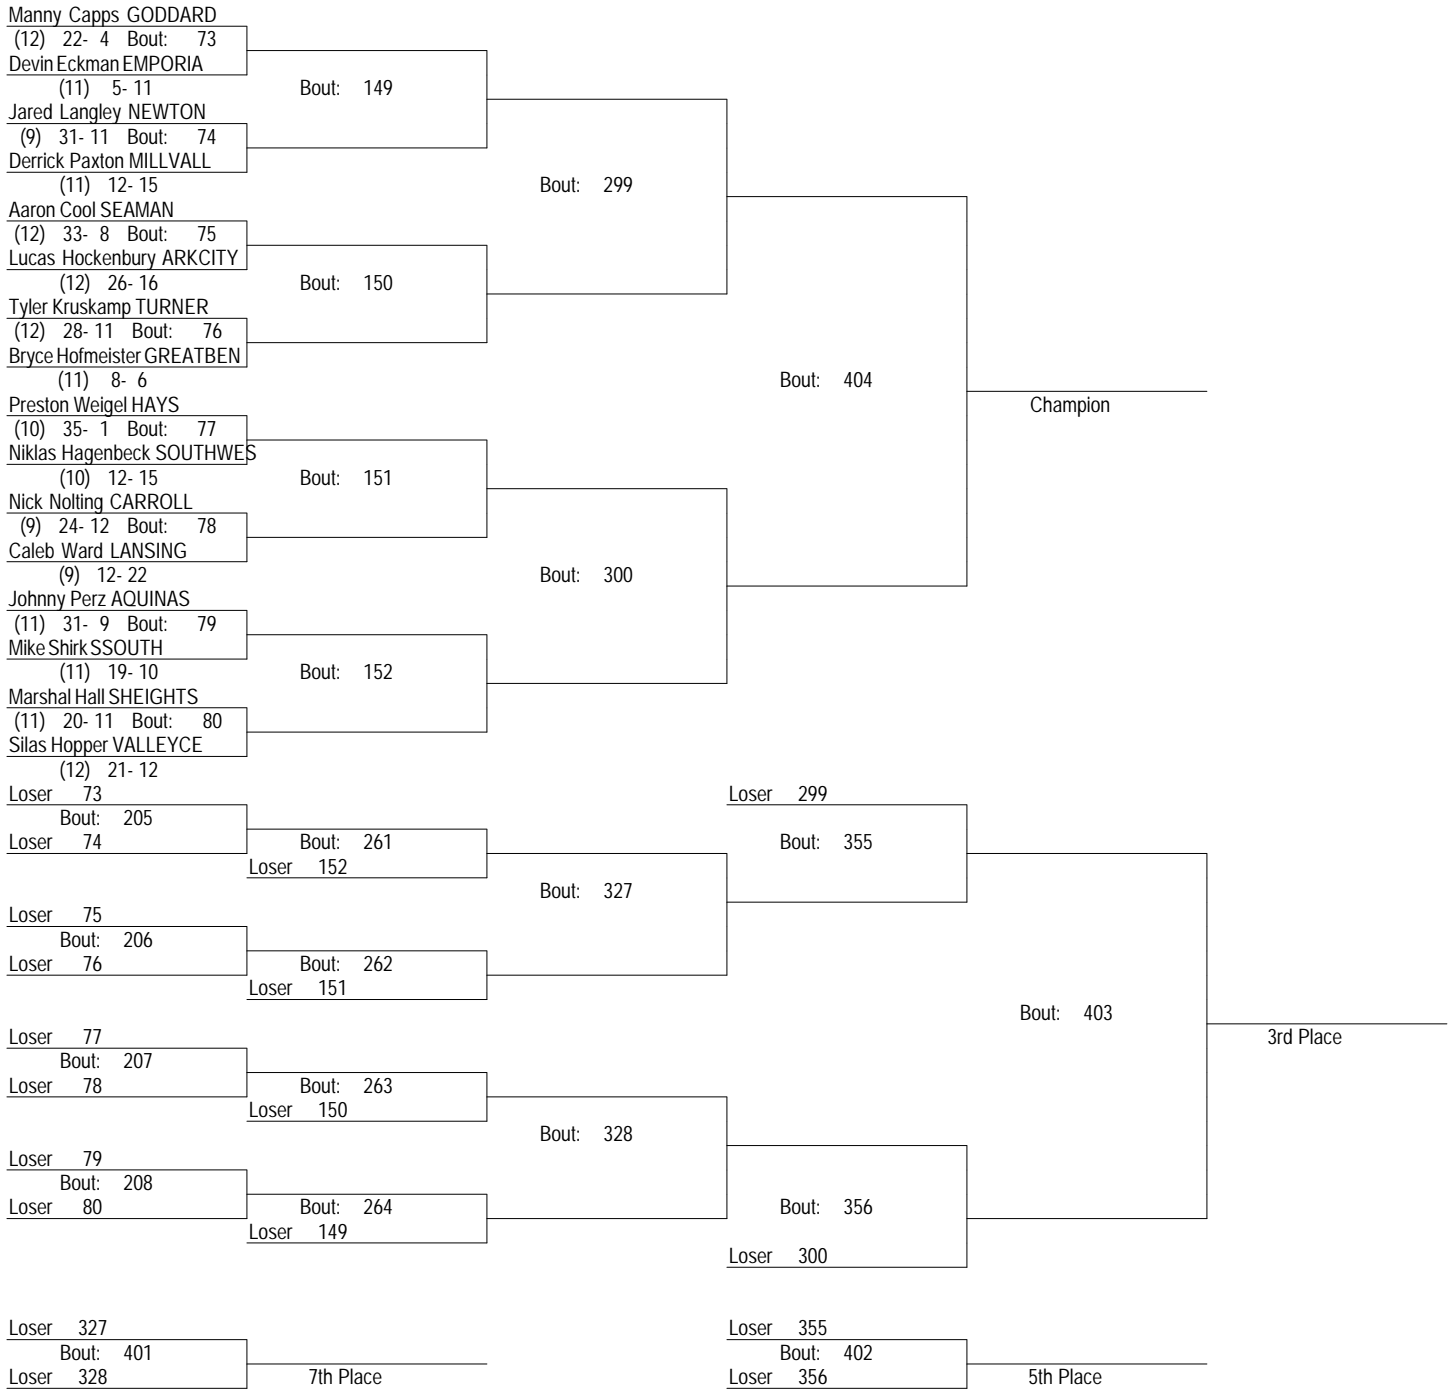 Manny Capps GODDARD
(12) 22- 4 Bout: 73
Devin Eckman EMPORIA
(11) 5- 11
Bout: 149
Jared Langley NEWTON
(9) 31- 11 Bout: 74
Derrick Paxton MILLVALL
(11) 12- 15
Bout: 299
Aaron Cool SEAMAN
(12) 33- 8 Bout: 75
Lucas Hockenbury ARKCITY
(12) 26- 16
Bout: 150
Tyler Kruskamp TURNER
(12) 28- 11 Bout: 76
Bryce Hofmeister GREATBEN
(11) 8- 6
Bout: 404
Champion
Preston Weigel HAYS
(10) 35- 1 Bout: 77
Niklas Hagenbeck SOUTHWES
(10) 12- 15
Bout: 151
Nick Nolting CARROLL
(9) 24- 12 Bout: 78
Caleb Ward LANSING
(9) 12- 22
Bout: 300
Johnny Perz AQUINAS
(11) 31- 9 Bout: 79
Mike Shirk SSOUTH
(11) 19- 10
Bout: 152
Marshal Hall SHEIGHTS
(11) 20- 11 Bout: 80
Silas Hopper VALLEYCE
(12) 21- 12
Loser 73
Bout: 205
Loser 74
Bout: 261
Loser 152
Bout: 327
Loser 299
Bout: 355
Loser 75
Bout: 206
Loser 76
Bout: 262
Loser 151
Bout: 403
3rd Place
Loser 77
Bout: 207
Loser 78
Bout: 263
Loser 150
Bout: 328
Loser 79
Bout: 208
Loser 80
Bout: 264
Loser 149
Bout: 356
Loser 300
Loser 327
Bout: 401
Loser 328
7th Place
Loser 355
Bout: 402
Loser 356
5th Place